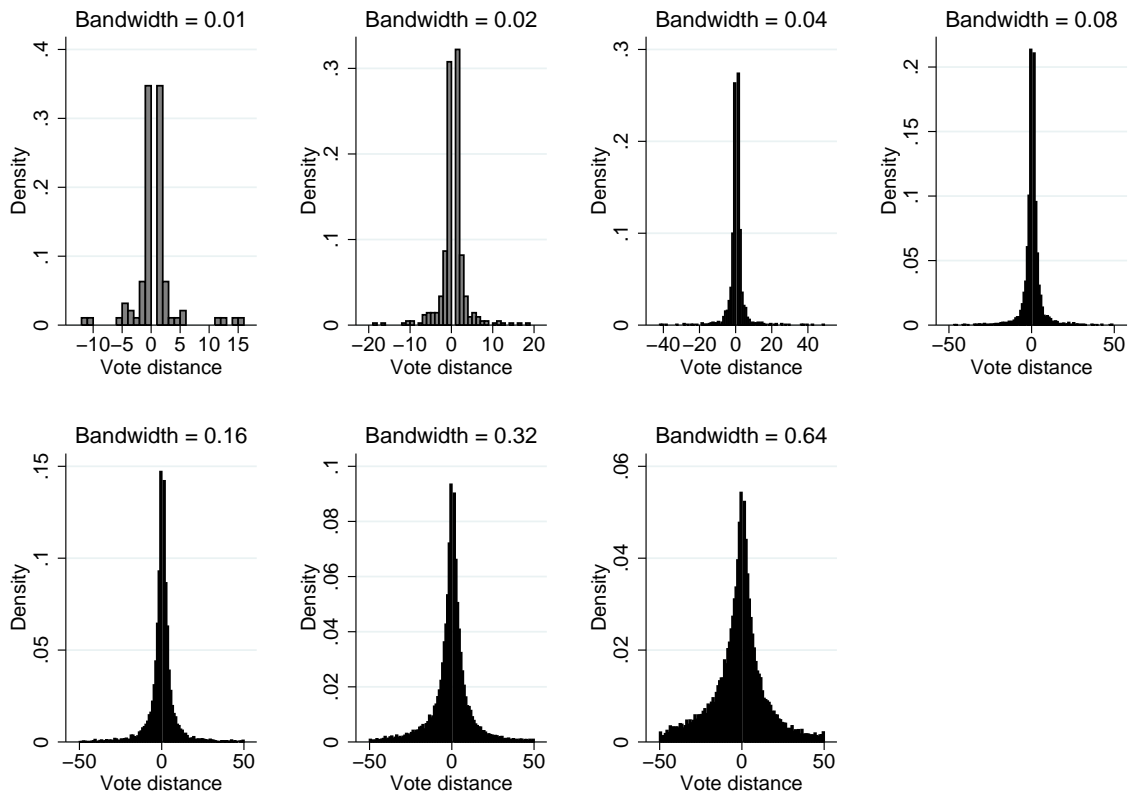 Bandwidth = 0.01
.4
.3
.2
.1
0
Density
−10 −5 0 5 10 15
Vote distance
Bandwidth = 0.02
.3
.2
.1
0
Density
−20 −10 0 10 20
Vote distance
Bandwidth = 0.04
.3
.2
.1
0
Density
−40 −20 0 20 40
Vote distance
Bandwidth = 0.08
.2
.15
.1
.05
0
Density
−50 0 50
Vote distance
Bandwidth = 0.16
.15
.1
.05
0
Density
−50 0 50
Vote distance
Bandwidth = 0.32
.1
.08
.06
.04
.02
0
Density
−50 0 50
Vote distance
Bandwidth = 0.64
.06
.04
.02
0
Density
−50 0 50
Vote distance